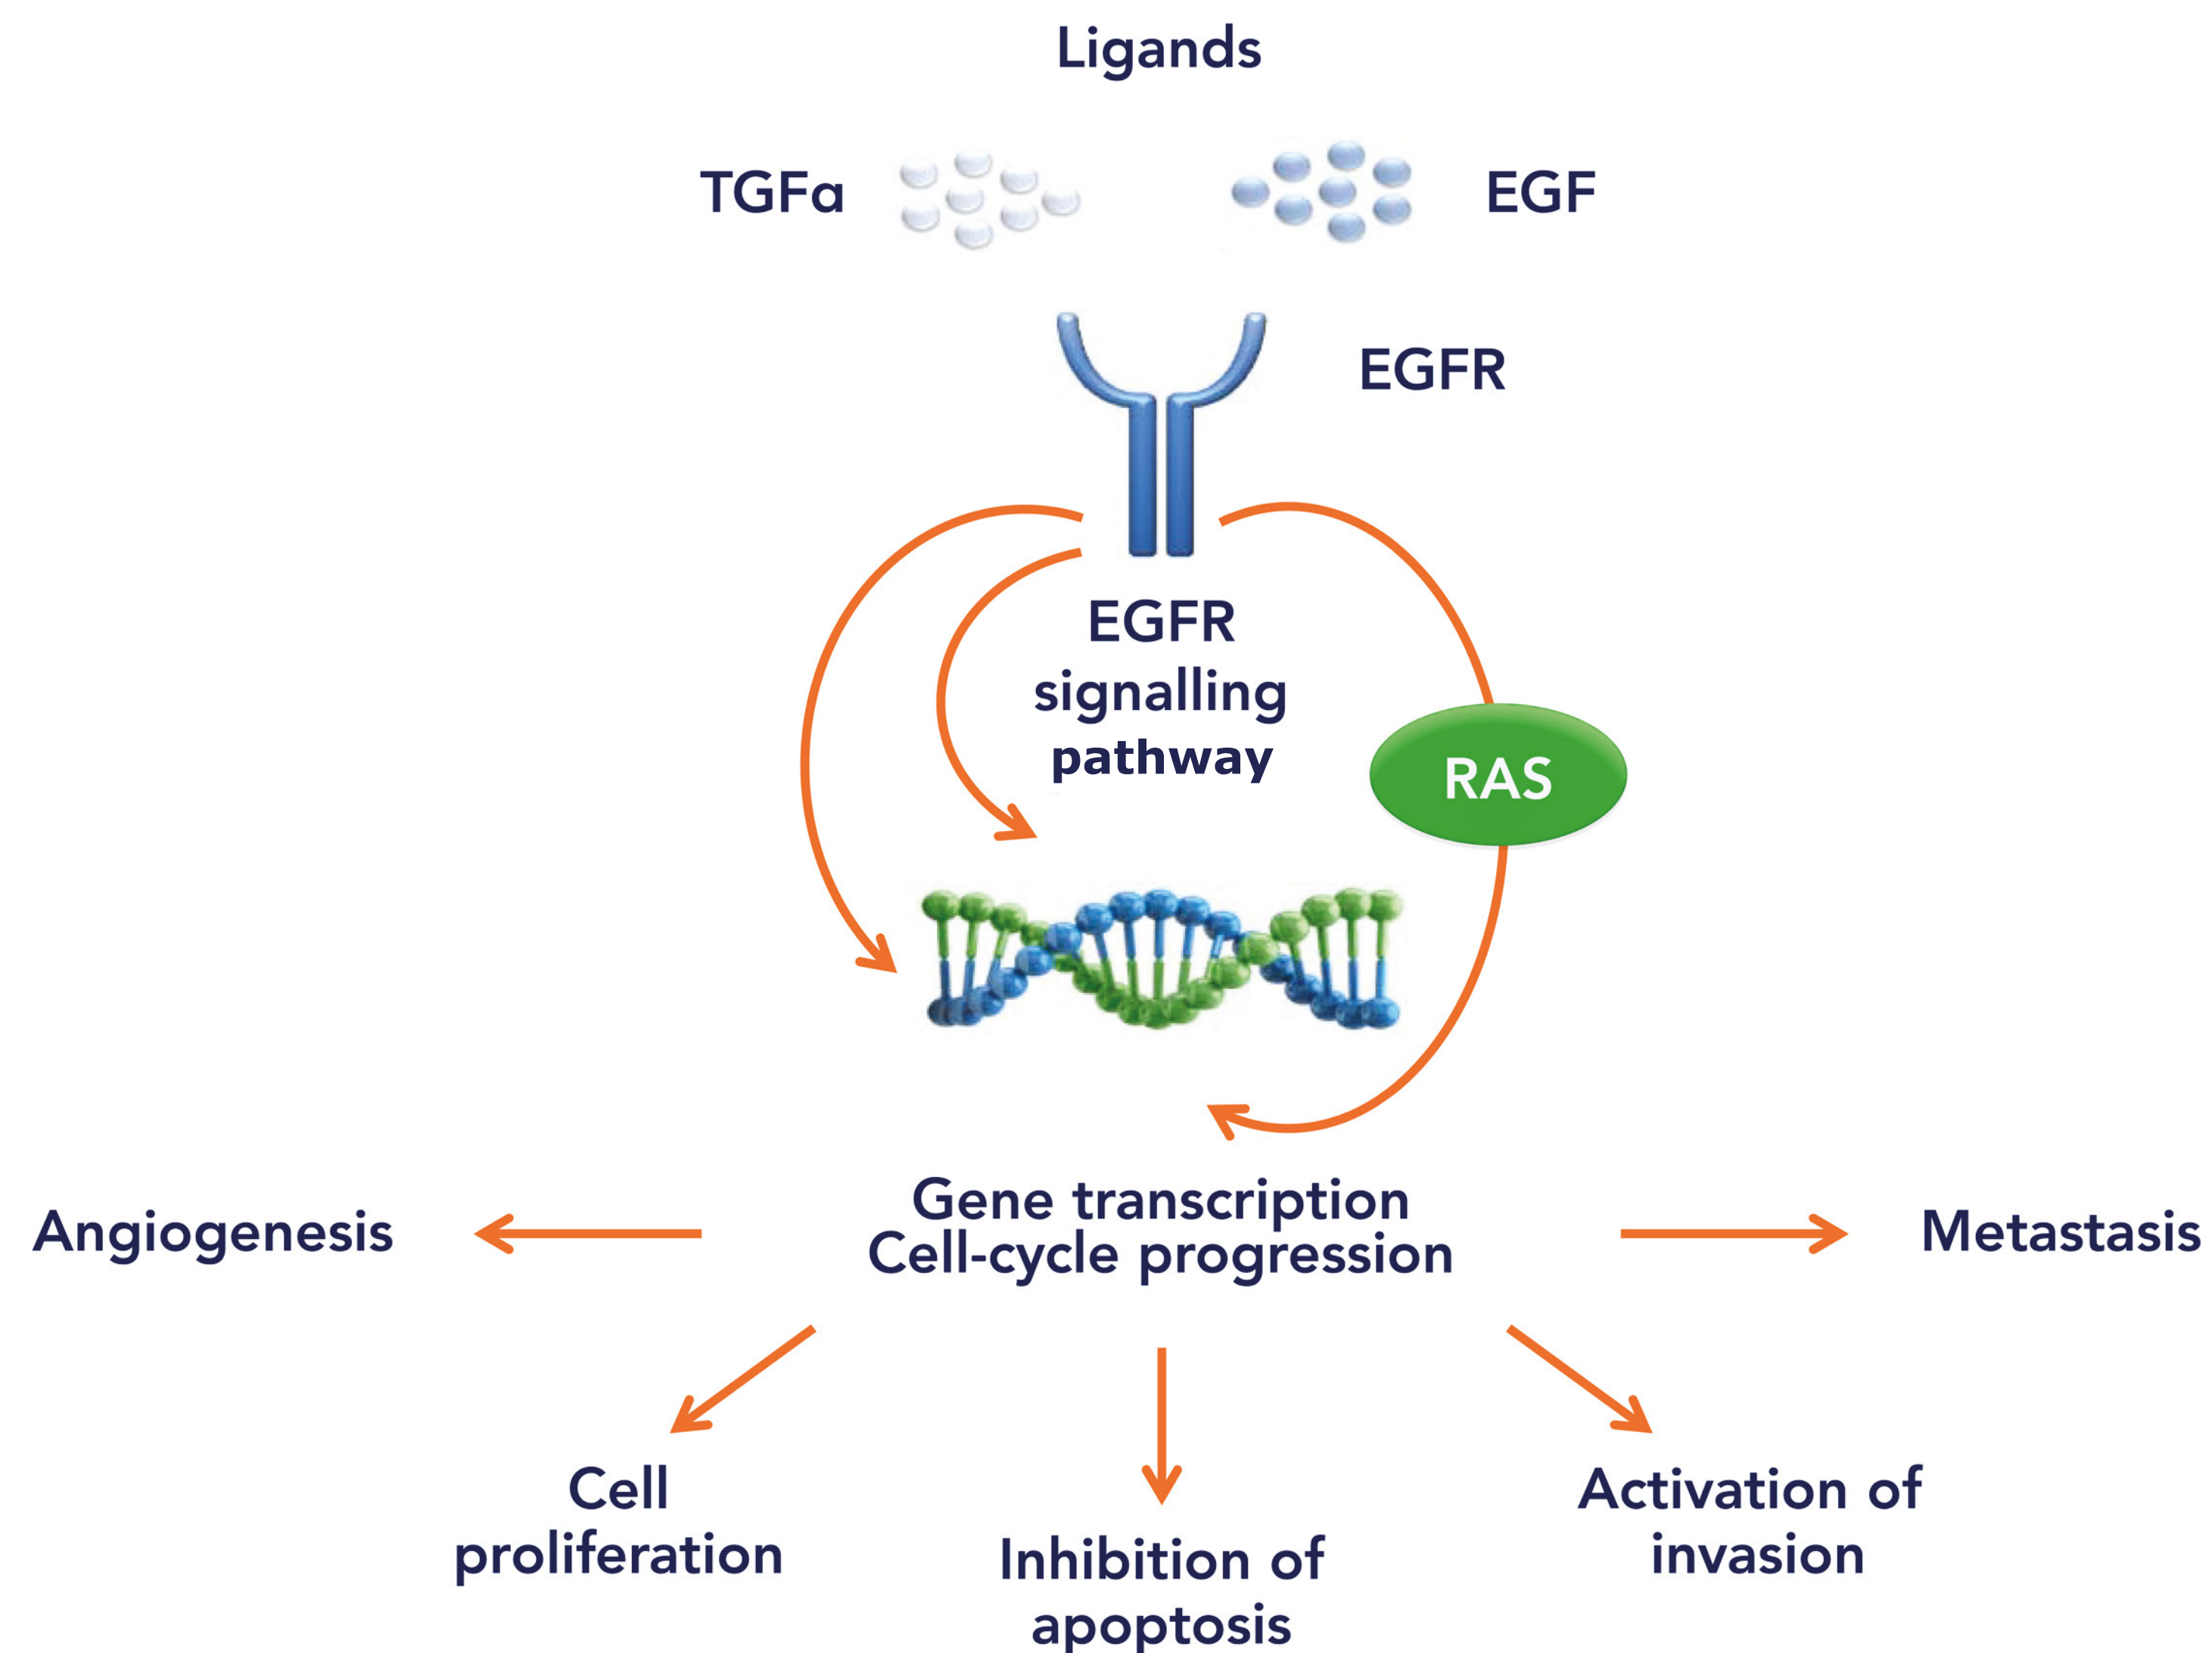 Ligands
TGFα
EGF
EGFR
EGFR
signalling
pathway
RAS
Gene transcription
Cell-cycle progression
Angiogenesis
Metastasis
Cell
proliferation
Inhibition of
apoptosis
Activation of
invasion